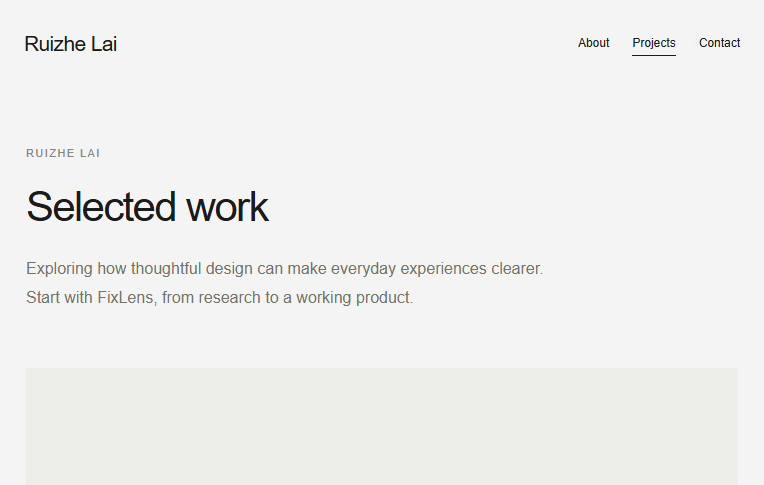 Ruizhe Lai
About Projects Contact
RUIZHE LAI
Selected work
Exploring how thoughtful design can make everyday experiences clearer.
Start with FixLens, from research to a working product.